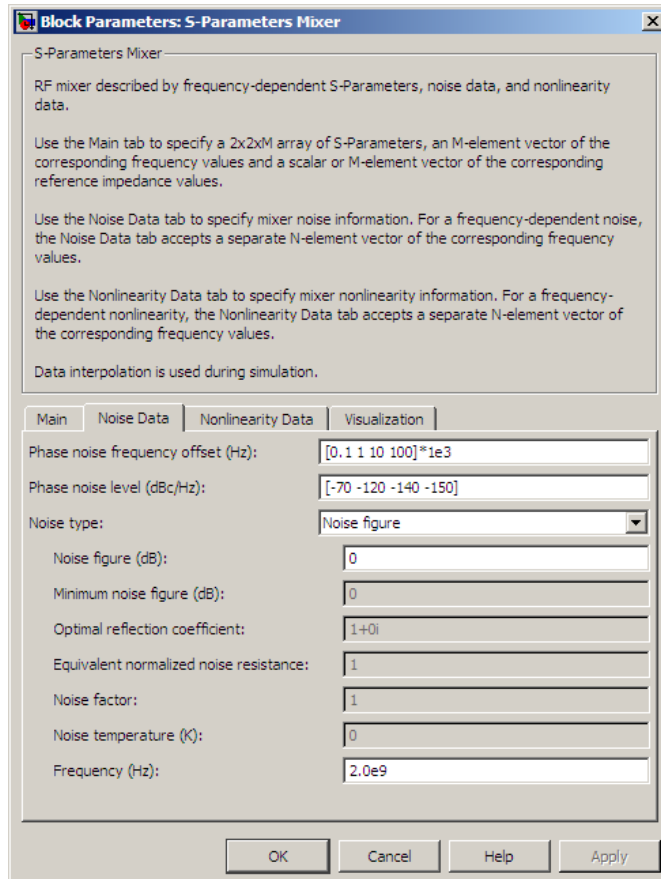 Block Parameters: S-Parameters Mixer
S-Parameters Mixer
RF mixer described by frequency-dependent S-Parameters, noise data, and nonlinearity
data.
Use the Main tab to specify a 2x2xM array of S-Parameters, an M-element vector of the
corresponding frequency values and a scalar or M-element vector of the corresponding
reference impedance values.
Use the Noise Data tab to specify mixer noise information. For a frequency-dependent noise,
the Noise Data tab accepts a separate N-element vector of the corresponding frequency
values.
Use the Nonlinearity Data tab to specify mixer nonlinearity information. For a frequency-
dependent nonlinearity, the Nonlinearity Data tab accepts a separate N-element vector of
the corresponding frequency values.
Data interpolation is used during simulation.
Main Noise Data Nonlinearity Data Visualization
Phase noise frequency offset (Hz): [0.1 1 10 100]*1e3
Phase noise level (dBc/Hz): [-70 -120 -140 -150]
Noise type: Noise figure
Noise figure (dB): 0
Minimum noise figure (dB): 0
Optimal reflection coefficient: 1+0i
Equivalent normalized noise resistance: 1
Noise factor: 1
Noise temperature (K): 0
Frequency (Hz): 2.0e9
OK Cancel Help Apply